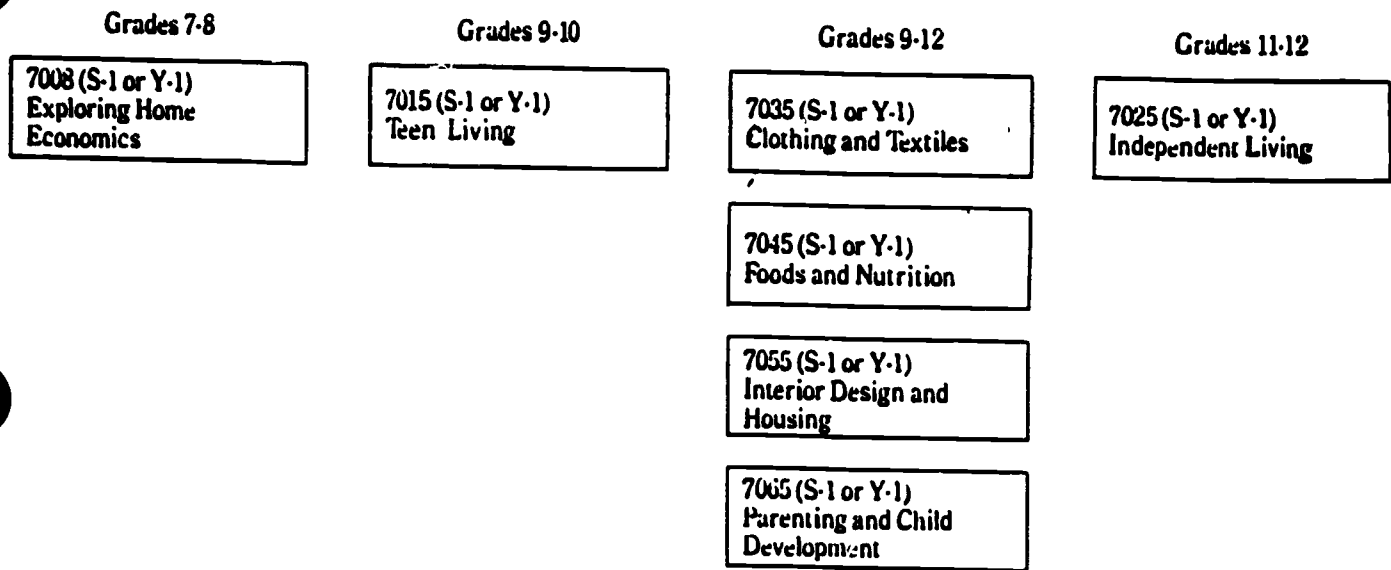 Grades 7-8
7008 (S-1 or Y-1)
Exploring Home
Economics
Grades 9-10
7015 (S-1 or Y-1)
Teen Living
Grades 9-12
7035 (S-1 or Y-1)
Clothing and Textiles
7045 (S-1 or Y-1)
Foods and Nutrition
7055 (S-1 or Y-1)
Interior Design and
Housing
7065 (S-1 or Y-1)
Parenting and Child
Development
Grades 11-12
7025 (S-1 or Y-1)
Independent Living